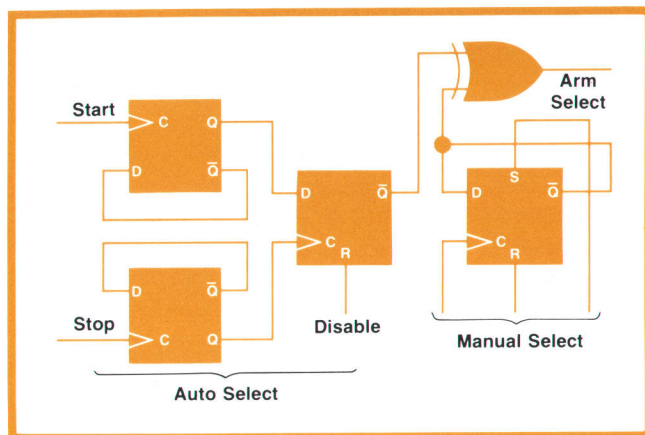 Start
C
Q
D
Q̅
D
Q̅
C
R
Disable
D
Q̅
Stop
C
Q
Auto Select
Arm
Select
S
D
Q̅
C
R
Manual Select